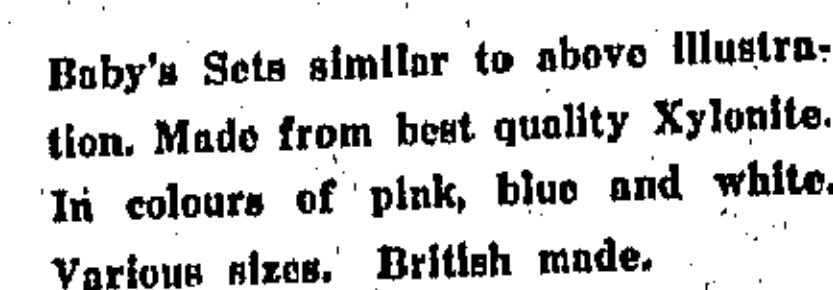 Baby's Sets similar to above illustra-
tion. Made from best quality Xylonite.
In colours of pink, blue and white.
Various sizes. British made.